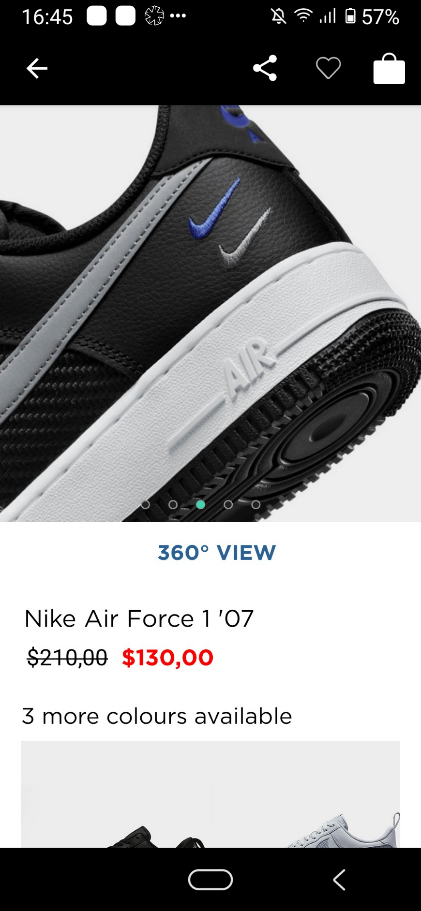 16:45 57%
AIR
360° VIEW
Nike Air Force 1 '07
$210,00 $130,00
3 more colours available